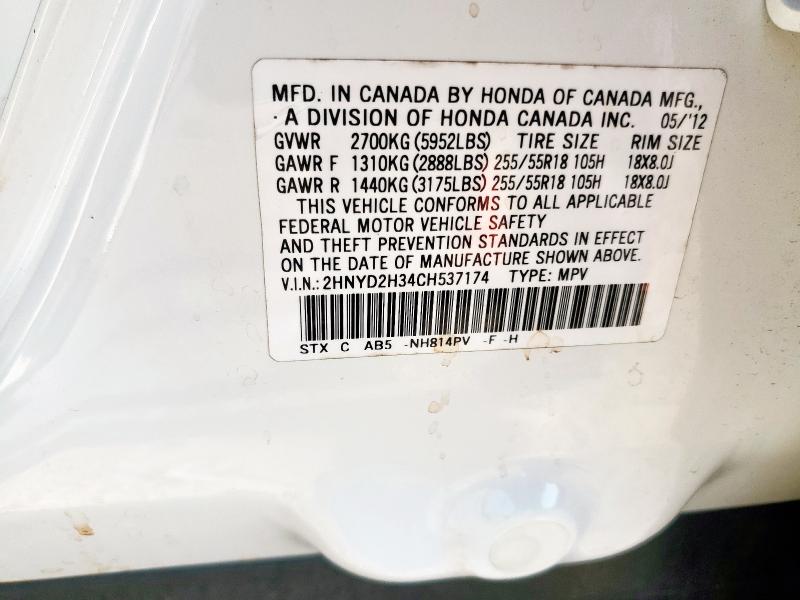 MFD. IN CANADA BY HONDA OF CANADA MFG.,
· A DIVISION OF HONDA CANADA INC. 05/'12
GVWR 2700KG (5952LBS) TIRE SIZE RIM SIZE
GAWR F 1310KG (2888LBS) 255/55R18 105H 18X8.0J
GAWR R 1440KG (3175LBS) 255/55R18 105H 18X8.0J
THIS VEHICLE CONFORMS TO ALL APPLICABLE
FEDERAL MOTOR VEHICLE SAFETY
AND THEFT PREVENTION STANDARDS IN EFFECT
ON THE DATE OF MANUFACTURE SHOWN ABOVE.
V.I.N.: 2HNYD2H34CH537174 TYPE: MPV
STX C AB5 -NH814PV -F -H